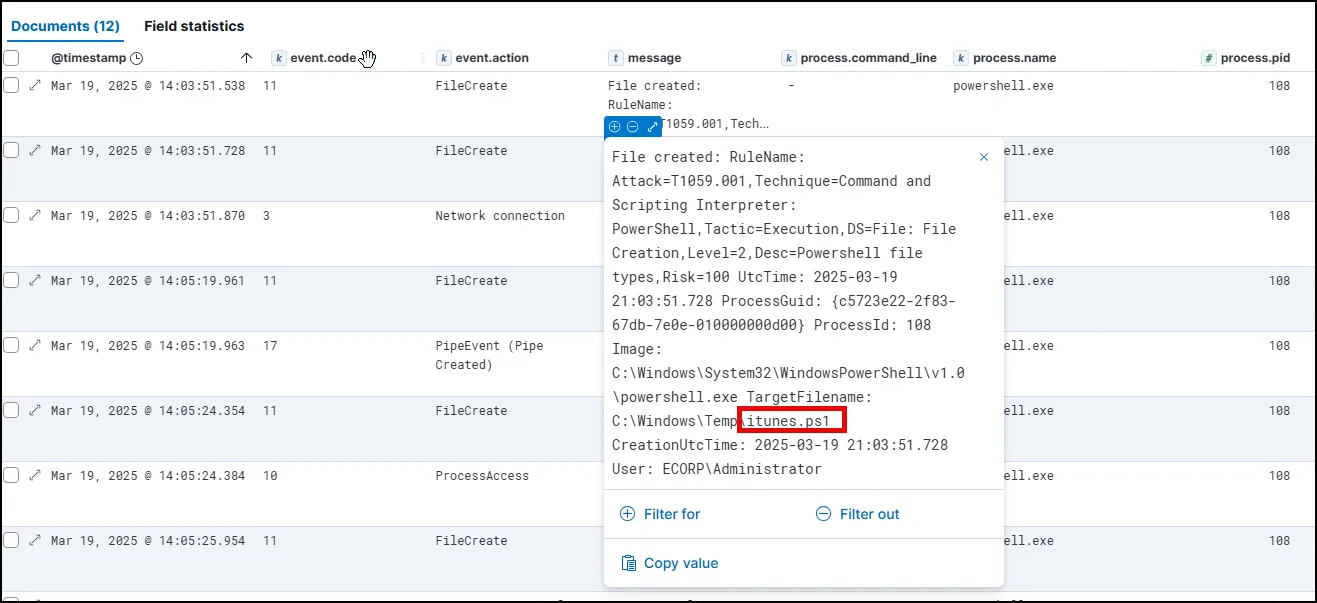 Documents (12) Field statistics
@timestamp k event.code k event.action t message k process.command_line k process.name # process.pid
Mar 19, 2025 @ 14:03:51.538 11 FileCreate File created: - powershell.exe 108
RuleName:
T1059.001,Tech...
Mar 19, 2025 @ 14:03:51.728 11 FileCreate ell.exe 108
Mar 19, 2025 @ 14:03:51.870 3 Network connection ell.exe 108
Mar 19, 2025 @ 14:05:19.961 11 FileCreate ell.exe 108
Mar 19, 2025 @ 14:05:19.963 17 PipeEvent (Pipe ell.exe 108
Created)
Mar 19, 2025 @ 14:05:24.354 11 FileCreate ell.exe 108
Mar 19, 2025 @ 14:05:24.384 10 ProcessAccess ell.exe 108
Mar 19, 2025 @ 14:05:25.954 11 FileCreate ell.exe 108
File created: RuleName:
Attack=T1059.001,Technique=Command and
Scripting Interpreter:
PowerShell,Tactic=Execution,DS=File: File
Creation,Level=2,Desc=Powershell file
types,Risk=100 UtcTime: 2025-03-19
21:03:51.728 ProcessGuid: {c5723e22-2f83-
67db-7e0e-010000000d00} ProcessId: 108
Image:
C:\Windows\System32\WindowsPowerShell\v1.0
\powershell.exe TargetFilename:
C:\Windows\Temp\itunes.ps1
CreationUtcTime: 2025-03-19 21:03:51.728
User: ECORP\Administrator
Filter for Filter out
Copy value